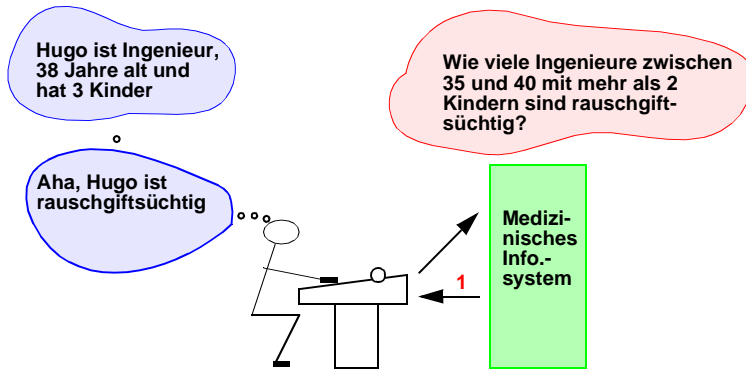 Hugo ist Ingenieur,
38 Jahre alt und
hat 3 Kinder
Wie viele Ingenieure zwischen
35 und 40 mit mehr als 2
Kindern sind rauschgift-
süchtig?
Aha, Hugo ist
rauschgiftsüchtig
Medizi-
nisches
Info.-
system
1